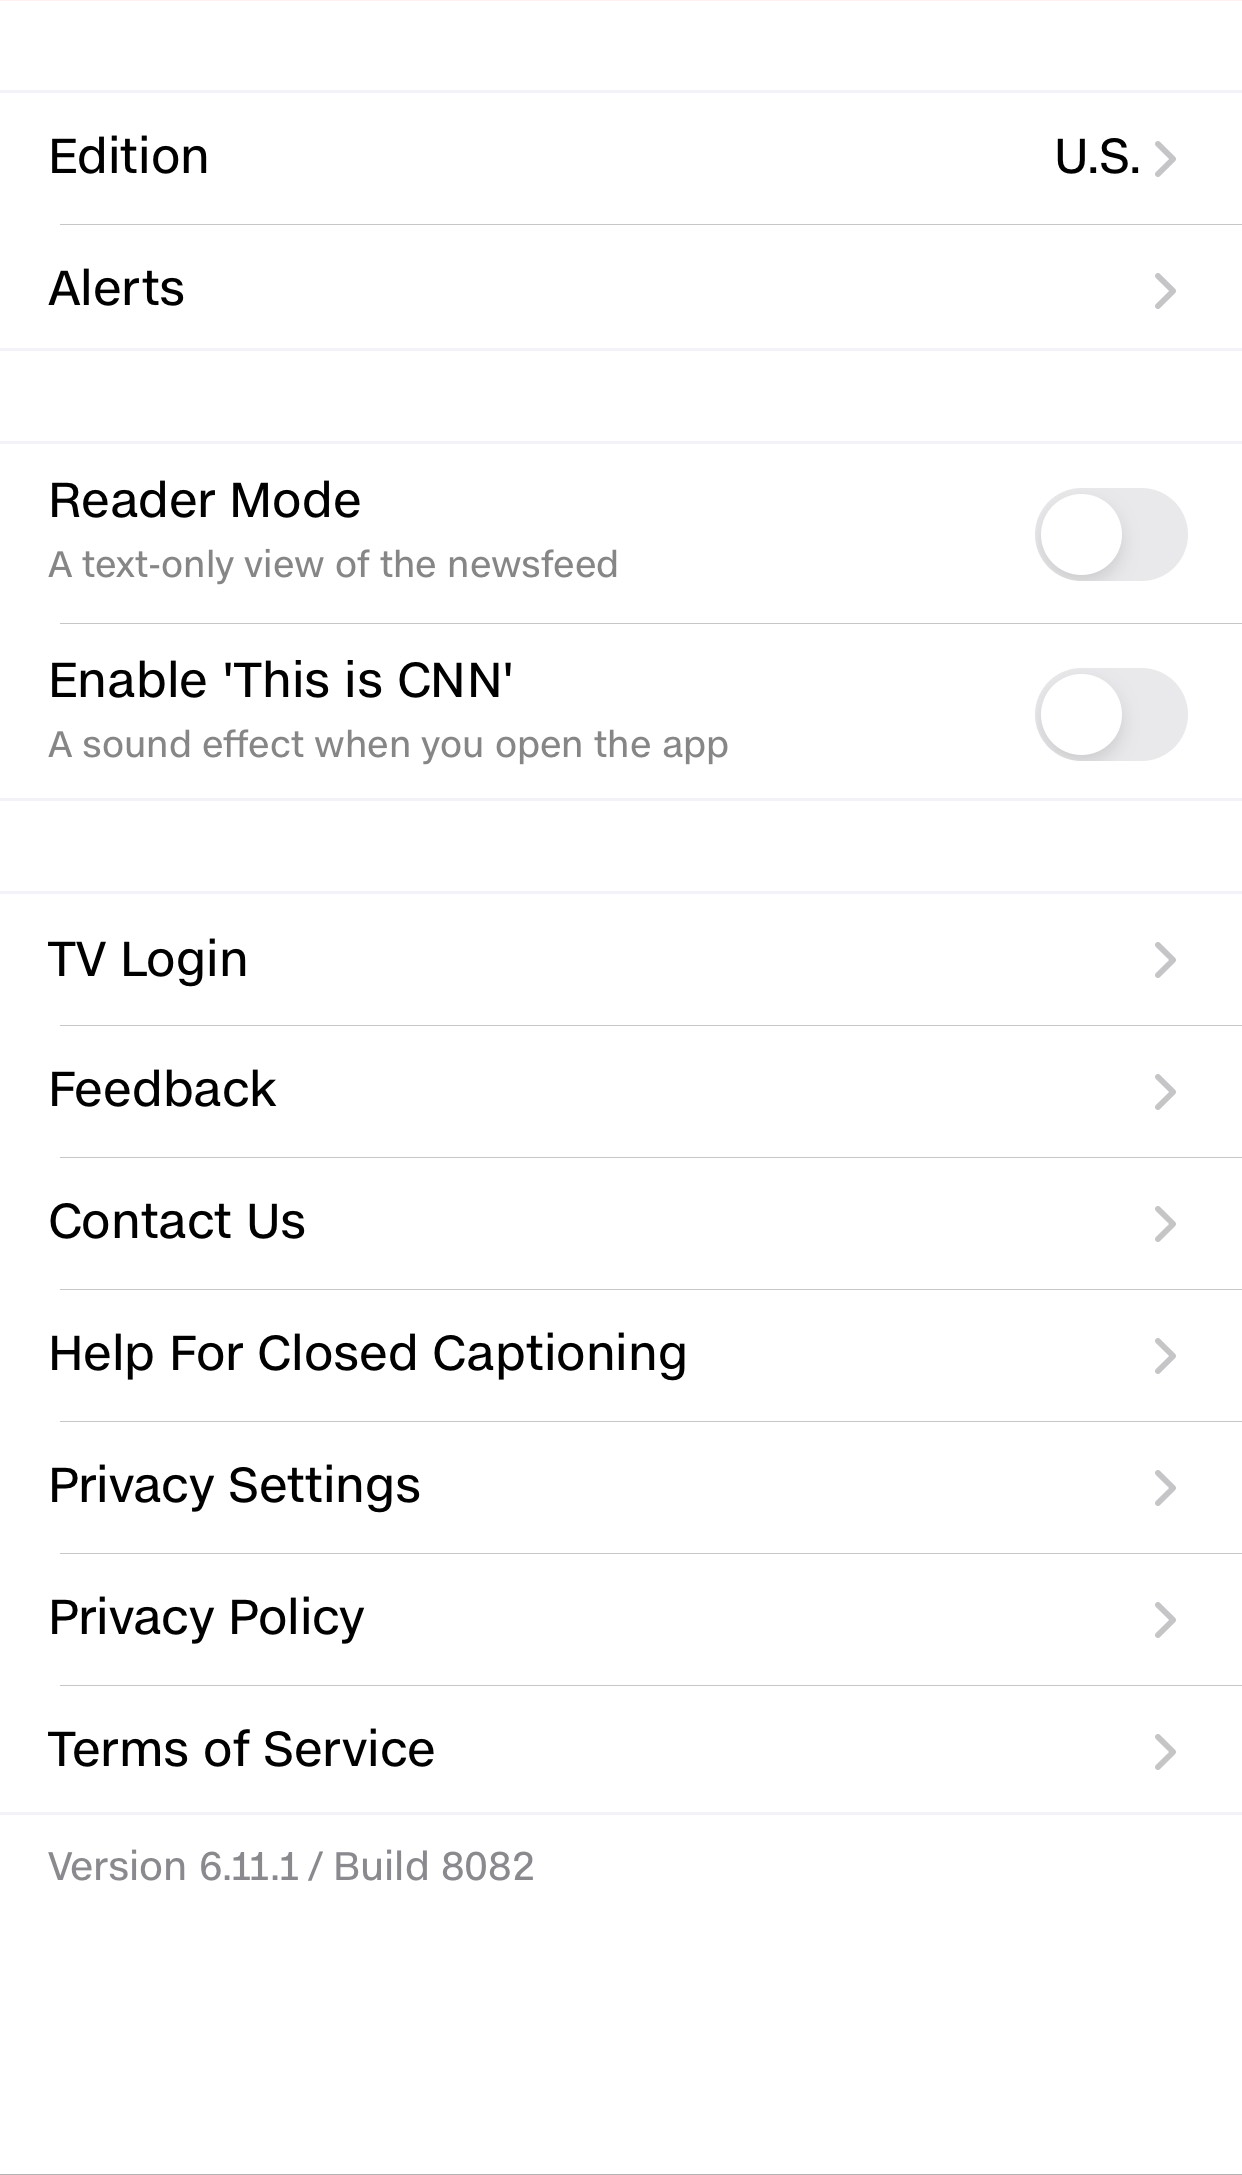 Edition
U.S.
Alerts
Reader Mode
A text-only view of the newsfeed
Enable 'This is CNN'
A sound effect when you open the app
TV Login
Feedback
Contact Us
Help For Closed Captioning
Privacy Settings
Privacy Policy
Terms of Service
Version 6.11.1 / Build 8082